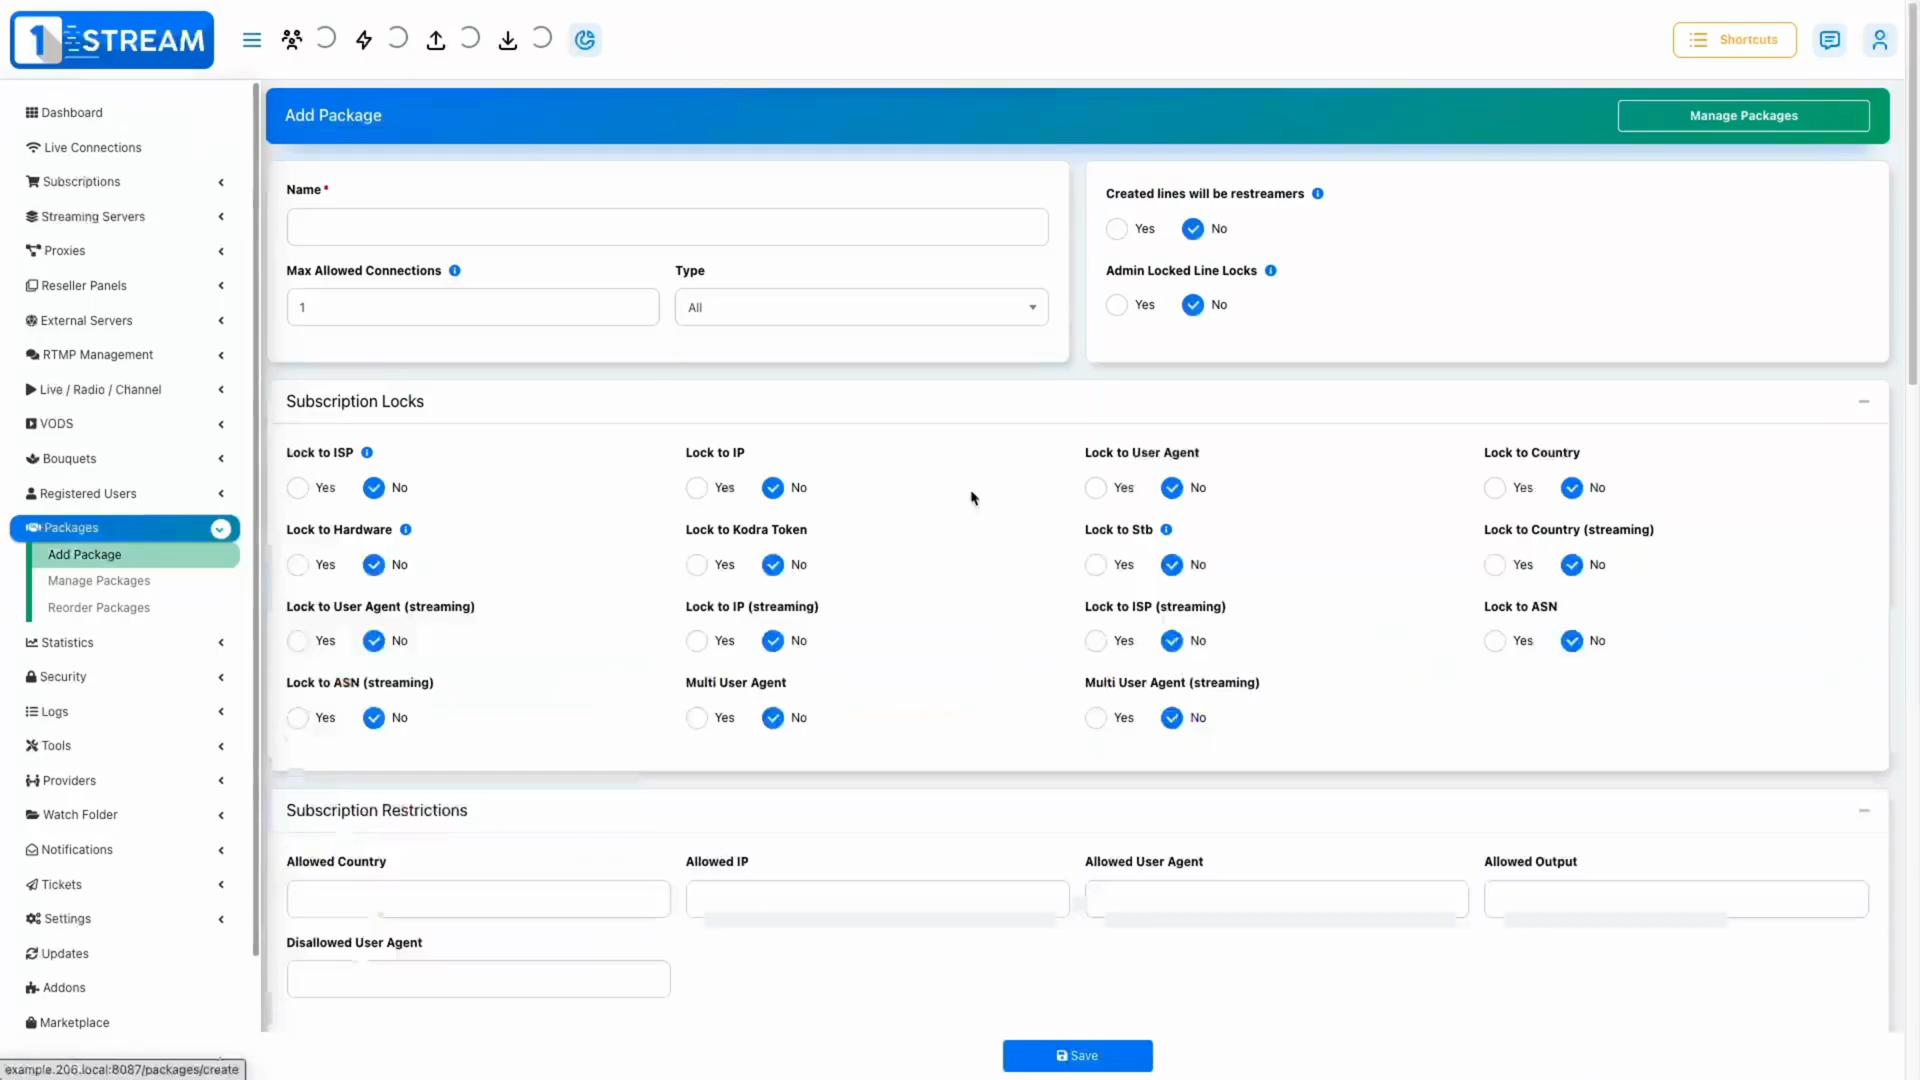 1 STREAM
Shortcuts
Dashboard
Live Connections
Subscriptions
Streaming Servers
Proxies
Reseller Panels
External Servers
RTMP Management
Live / Radio / Channel
VODS
Bouquets
Registered Users
Packages
Add Package
Manage Packages
Reorder Packages
Statistics
Security
Logs
Tools
Providers
Watch Folder
Notifications
Tickets
Settings
Updates
Addons
Marketplace
example.206.local:8087/packages/create
Add Package
Manage Packages
Name *
Max Allowed Connections Type
1 All
Created lines will be restreamers
Yes No
Admin Locked Line Locks
Yes No
Subscription Locks
Lock to ISP Lock to IP Lock to User Agent Lock to Country
Yes No Yes No Yes No Yes No
Lock to Hardware Lock to Kodra Token Lock to Stb Lock to Country (streaming)
Yes No Yes No Yes No Yes No
Lock to User Agent (streaming) Lock to IP (streaming) Lock to ISP (streaming) Lock to ASN
Yes No Yes No Yes No Yes No
Lock to ASN (streaming) Multi User Agent Multi User Agent (streaming)
Yes No Yes No Yes No
Subscription Restrictions
Allowed Country Allowed IP Allowed User Agent Allowed Output
Disallowed User Agent
Save